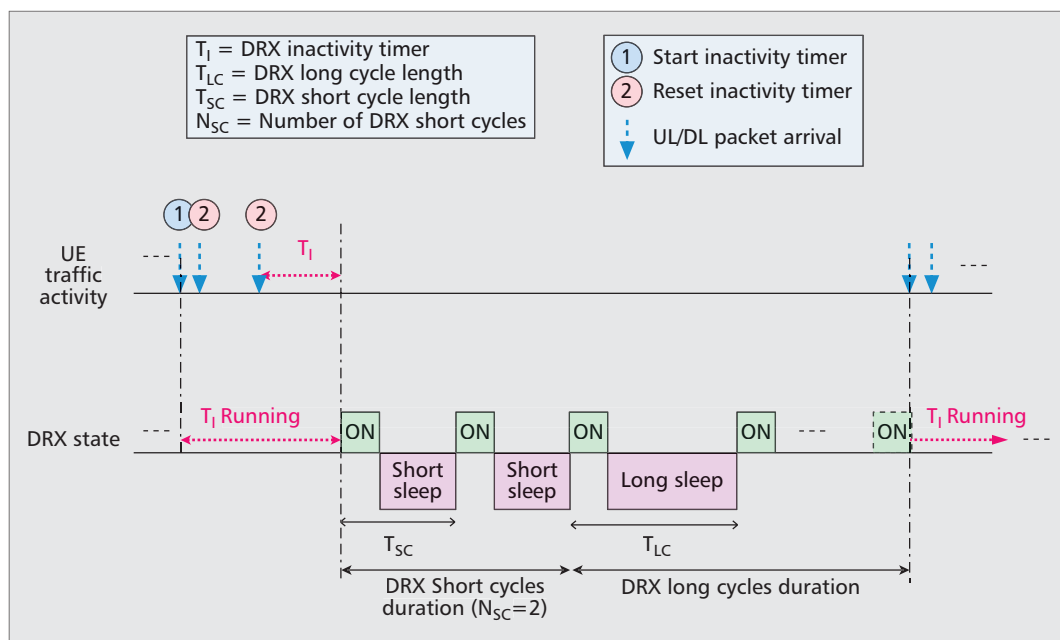 T_I = DRX inactivity timer
T_LC = DRX long cycle length
T_SC = DRX short cycle length
N_SC = Number of DRX short cycles
1 Start inactivity timer
2 Reset inactivity timer
UL/DL packet arrival
1 2 2
T_I
UE
traffic
activity
T_I Running
ON ON ON ON ON
T_I Running
DRX state
Short
sleep
Short
sleep
Long sleep
T_SC
T_LC
DRX Short cycles
duration (N_SC=2)
DRX long cycles duration